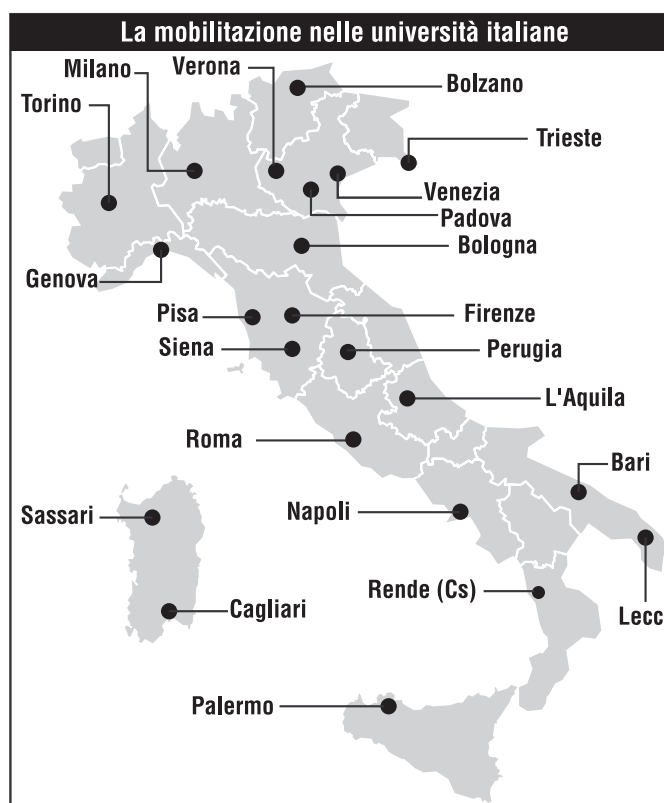 La mobilitazione nelle università italiane
Milano
Verona
Bolzano
Torino
Trieste
Venezia
Padova
Bologna
Genova
Pisa
Firenze
Siena
Perugia
L'Aquila
Roma
Bari
Sassari
Napoli
Rende (Cs)
Cagliari
Lecc
Palermo